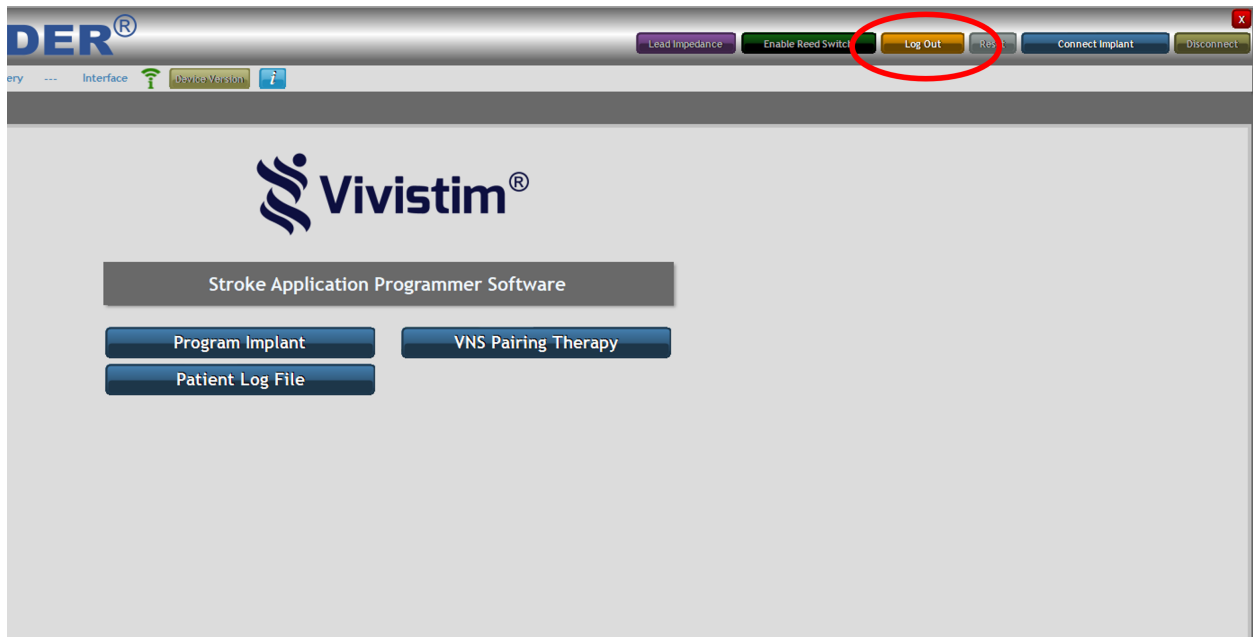 DER®
X
Lead Impedance Enable Reed Switch Log Out Reset Connect Implant Disconnect
ery --- Interface Device Version i
Vivistim®
Stroke Application Programmer Software
Program Implant VNS Pairing Therapy
Patient Log File